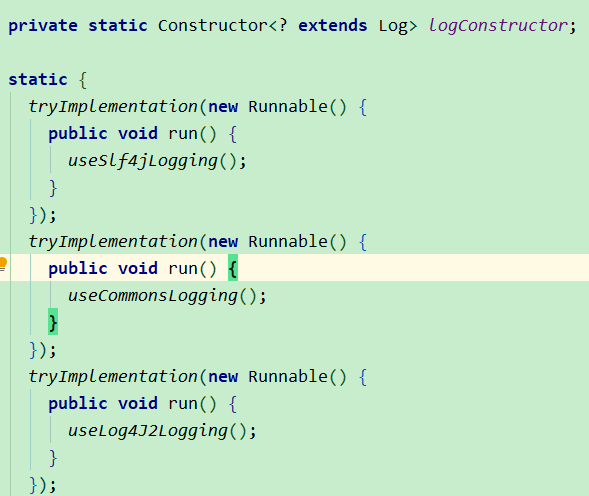 private static Constructor<? extends Log> logConstructor;
static {
tryImplementation(new Runnable() {
public void run() {
useSlf4jLogging();
}
});
tryImplementation(new Runnable() {
public void run() {
useCommonsLogging();
}
});
tryImplementation(new Runnable() {
public void run() {
useLog4J2Logging();
}
});